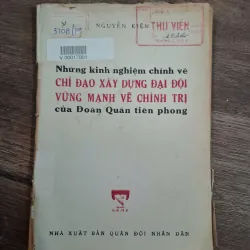 NGUYỄN KIÊN
THƯ VIỆN
V
V.00017001
Những kinh nghiệm chính về
CHỈ ĐẠO XÂY DỰNG ĐẠI ĐỘI
VỮNG MẠNH VỀ CHÍNH TRỊ
của Đoàn Quân tiên phong
NHÀ XUẤT BẢN QUÂN ĐỘI NHÂN DÂN